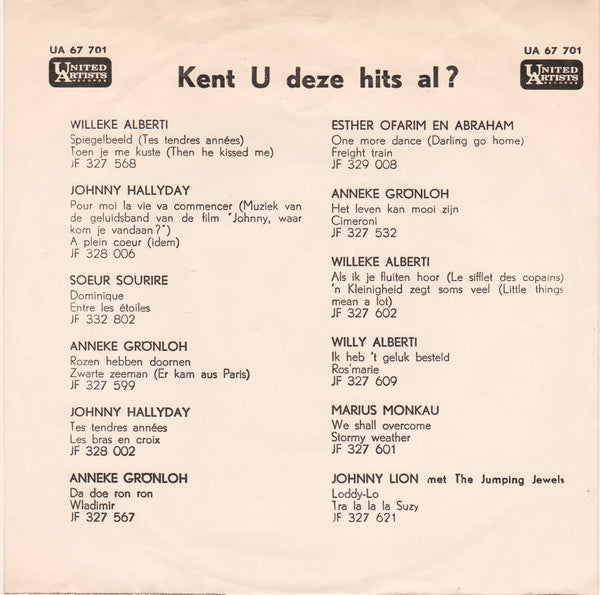 UA 67 701
UNITED ARTISTS RECORDS
Kent U deze hits al?
UA 67 701
UNITED ARTISTS RECORDS
WILLEKE ALBERTI
Spiegelbeeld (Tes tendres années)
Toen je me kuste (Then he kissed me)
JF 327 568
JOHNNY HALLYDAY
Pour moi la vie va commencer (Muziek van
de geluidsband van de film "Johnny, waar
kom je vandaan?")
A plein coeur (idem)
JF 328 006
SOEUR SOURIRE
Dominique
Entre les étoiles
JF 332 802
ANNEKE GRÖNLOH
Rozen hebben doornen
Zwarte zeeman (Er kam aus Paris)
JF 327 599
JOHNNY HALLYDAY
Tes tendres années
Les bras en croix
JF 328 002
ANNEKE GRÖNLOH
Da doe ron ron
Wladimir
JF 327 567
ESTHER OFARIM EN ABRAHAM
One more dance (Darling go home)
Freight train
JF 329 008
ANNEKE GRÖNLOH
Het leven kan mooi zijn
Cimeroni
JF 327 532
WILLEKE ALBERTI
Als ik je fluiten hoor (Le sifflet des copains)
'n Kleinigheid zegt soms veel (Little things
mean a lot)
JF 327 602
WILLY ALBERTI
Ik heb 't geluk besteld
Ros'marie
JF 327 609
MARIUS MONKAU
We shall overcome
Stormy weather
JF 327 601
JOHNNY LION met The Jumping Jewels
Loddy-Lo
Tra la la la Suzy
JF 327 621